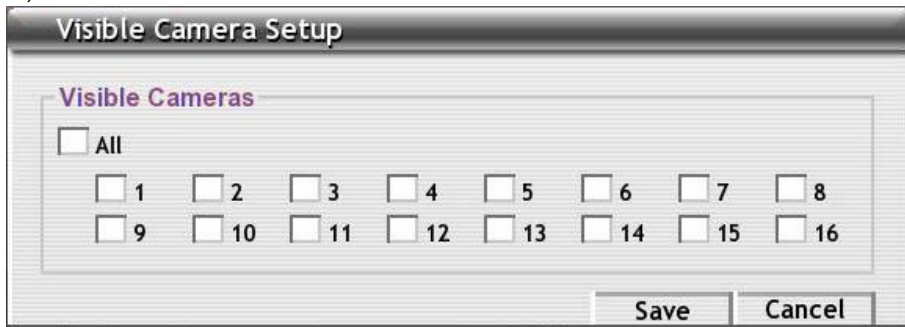 Visible Camera Setup
Visible Cameras
All
1 2 3 4 5 6 7 8
9 10 11 12 13 14 15 16
Save Cancel